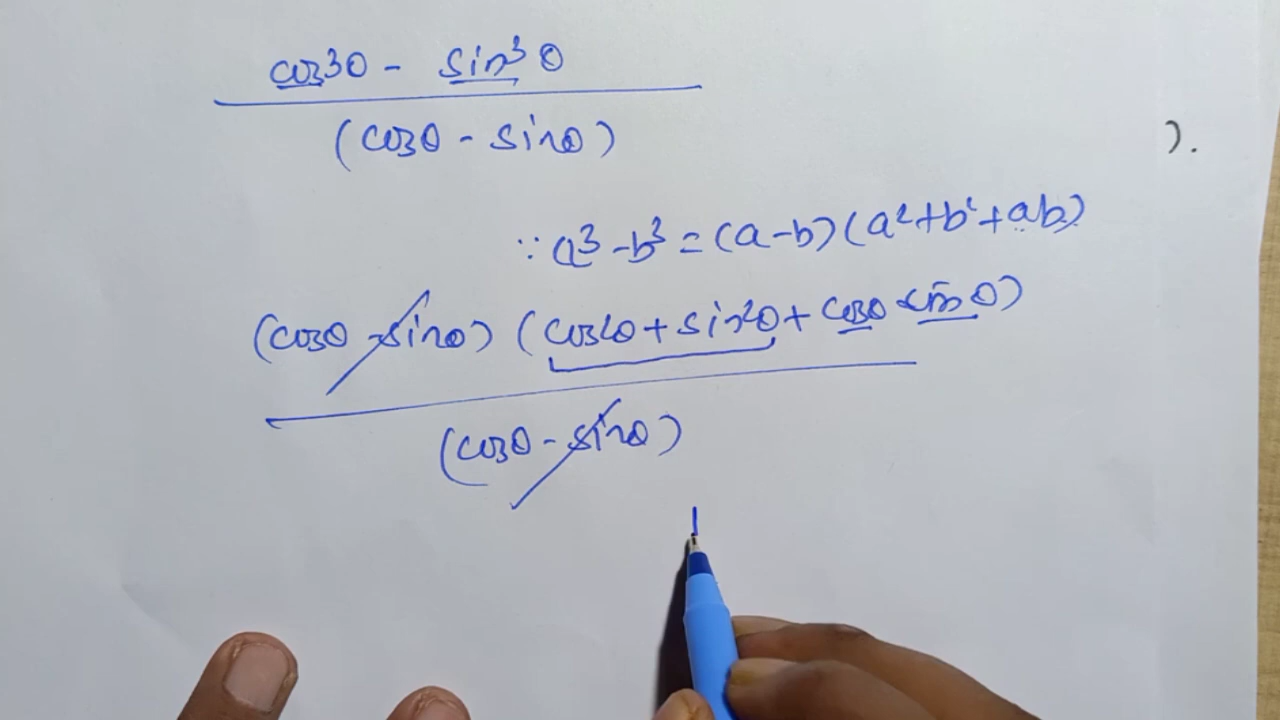 cos³θ - sin³θ
(cosθ - sinθ)
).
∵ a³ - b³ = (a-b)(a²+b²+ab)
(cosθ - sinθ) (cos²θ + sin²θ + cosθ sinθ)
(cosθ - sinθ)
1